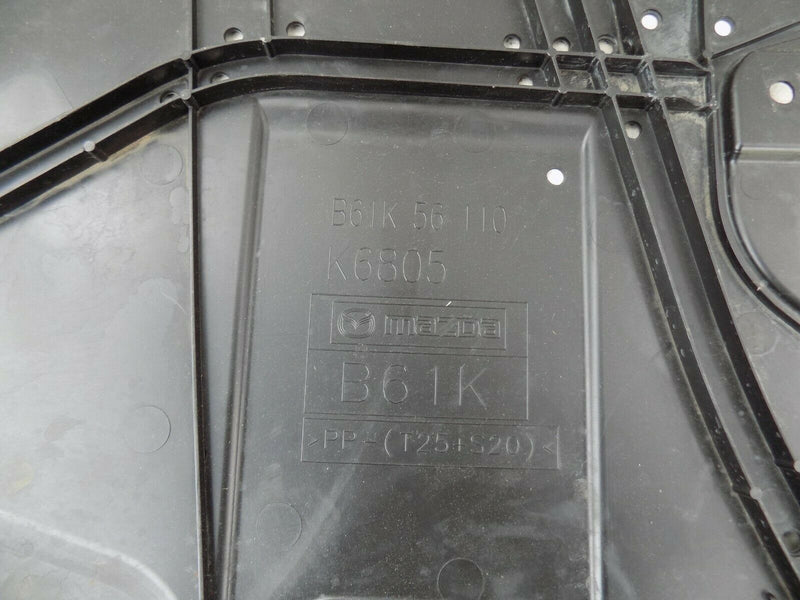 B61K 56 110
K6805
mazda
B61K
>PP-(T25+S20)<